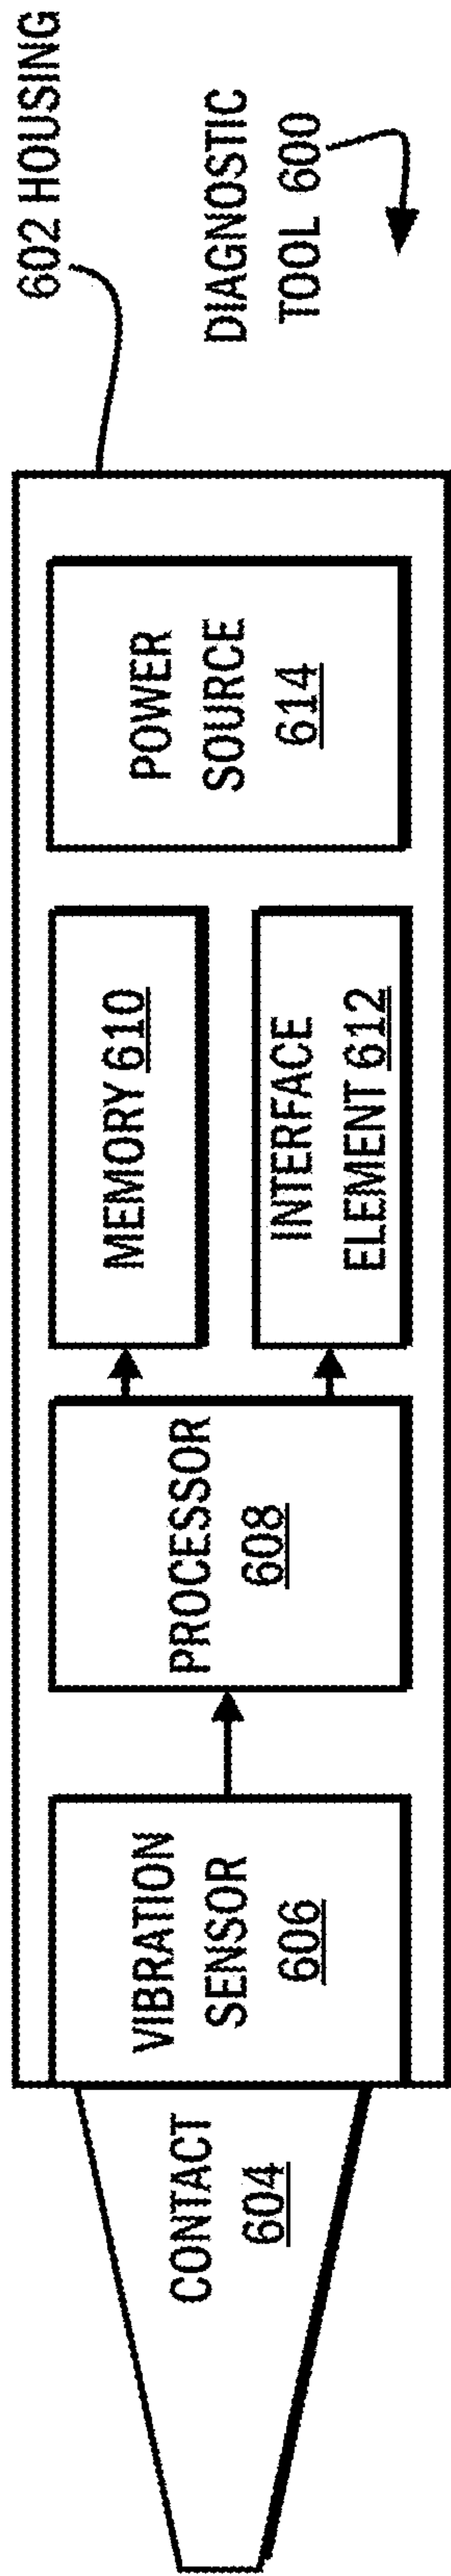 602 HOUSING
DIAGNOSTIC
TOOL 600
CONTACT
604
VIBRATION
SENSOR
606
PROCESSOR
608
MEMORY 610
INTERFACE
ELEMENT 612
POWER
SOURCE
614